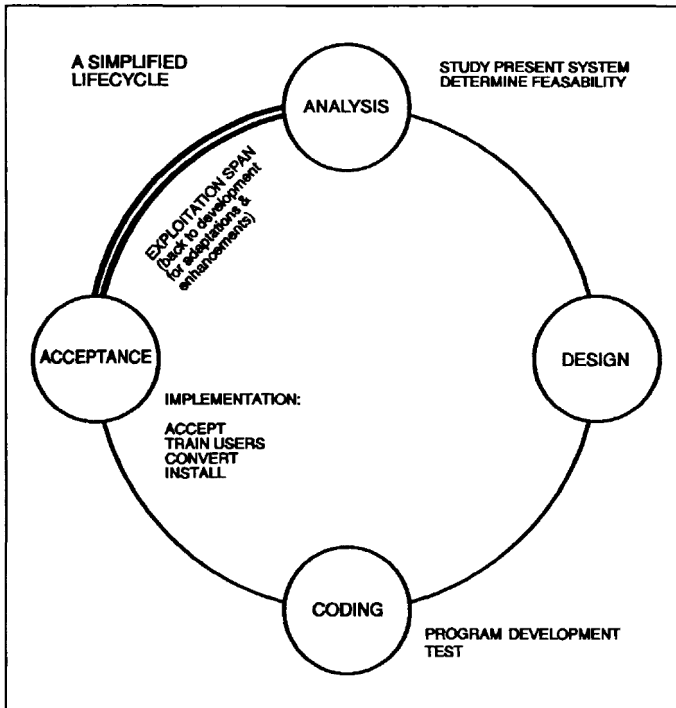 A SIMPLIFIED
LIFECYCLE
ANALYSIS
STUDY PRESENT SYSTEM
DETERMINE FEASABILITY
EXPLOITATION SPAN
(back to development
for adaptations &
enhancements)
ACCEPTANCE
DESIGN
IMPLEMENTATION:
ACCEPT
TRAIN USERS
CONVERT
INSTALL
CODING
PROGRAM DEVELOPMENT
TEST